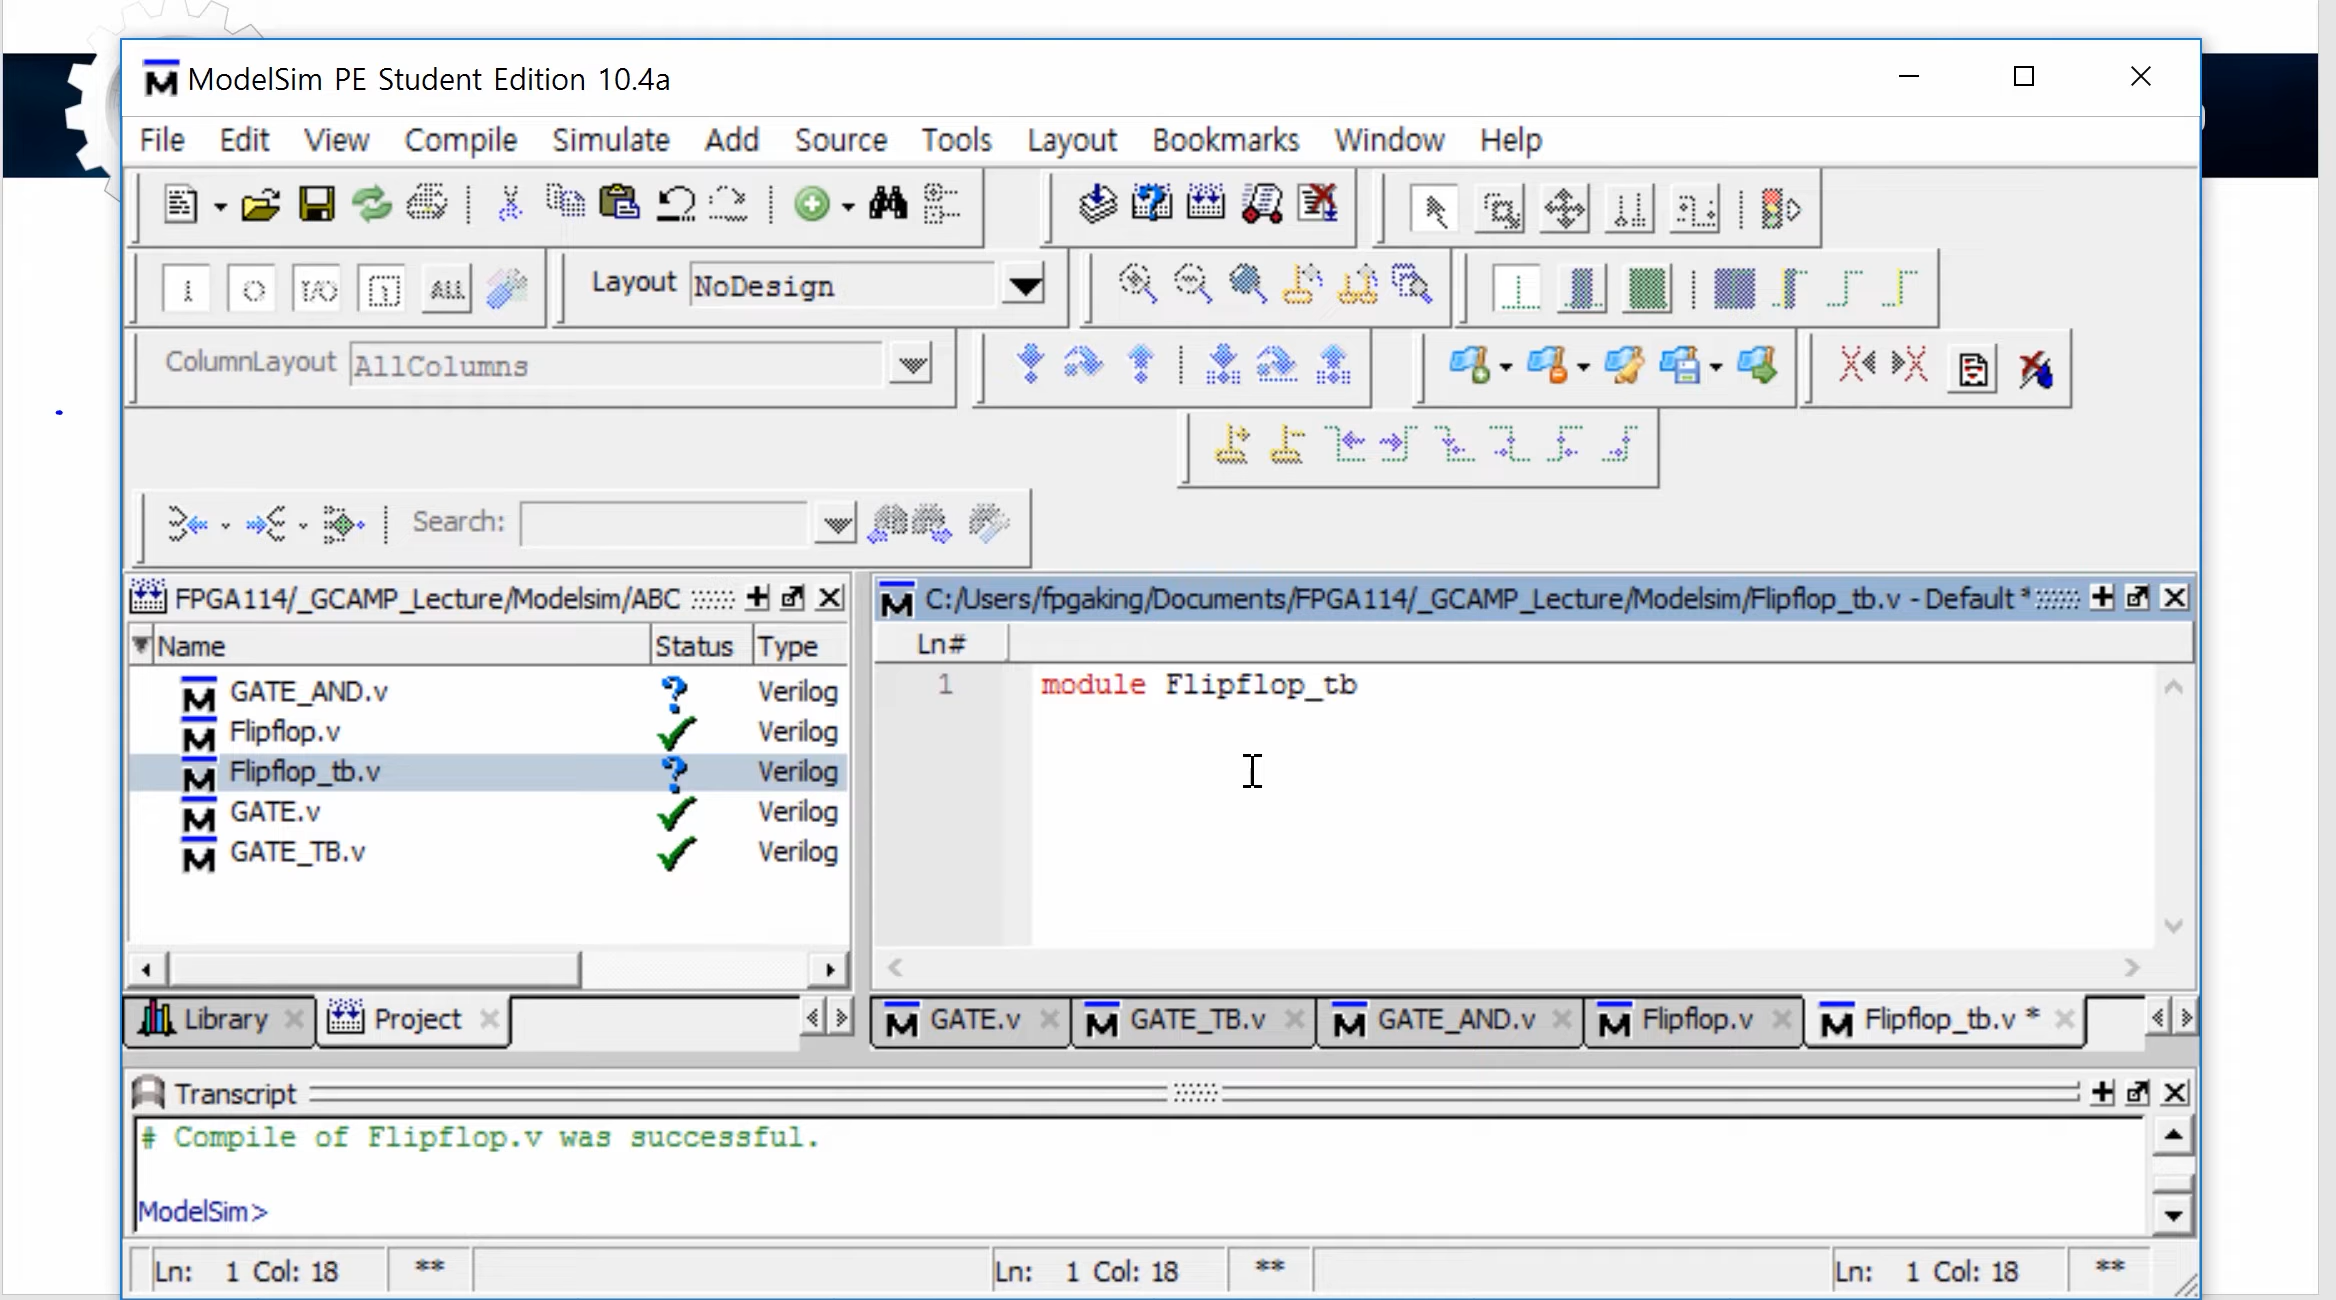 ModelSim PE Student Edition 10.4a
File Edit View Compile Simulate Add Source Tools Layout Bookmarks Window Help
ALL Layout NoDesign
ColumnLayout AllColumns
Search:
FPGA114/_GCAMP_Lecture/Modelsim/ABC
Name Status Type
GATE_AND.v Verilog
Flipflop.v Verilog
Flipflop_tb.v Verilog
GATE.v Verilog
GATE_TB.v Verilog
Library Project
C:/Users/fpgaking/Documents/FPGA114/_GCAMP_Lecture/Modelsim/Flipflop_tb.v - Default *
Ln#
1 module Flipflop_tb
GATE.v GATE_TB.v GATE_AND.v Flipflop.v Flipflop_tb.v *
Transcript
# Compile of Flipflop.v was successful.
ModelSim>
Ln: 1 Col: 18 ** Ln: 1 Col: 18 ** Ln: 1 Col: 18 **